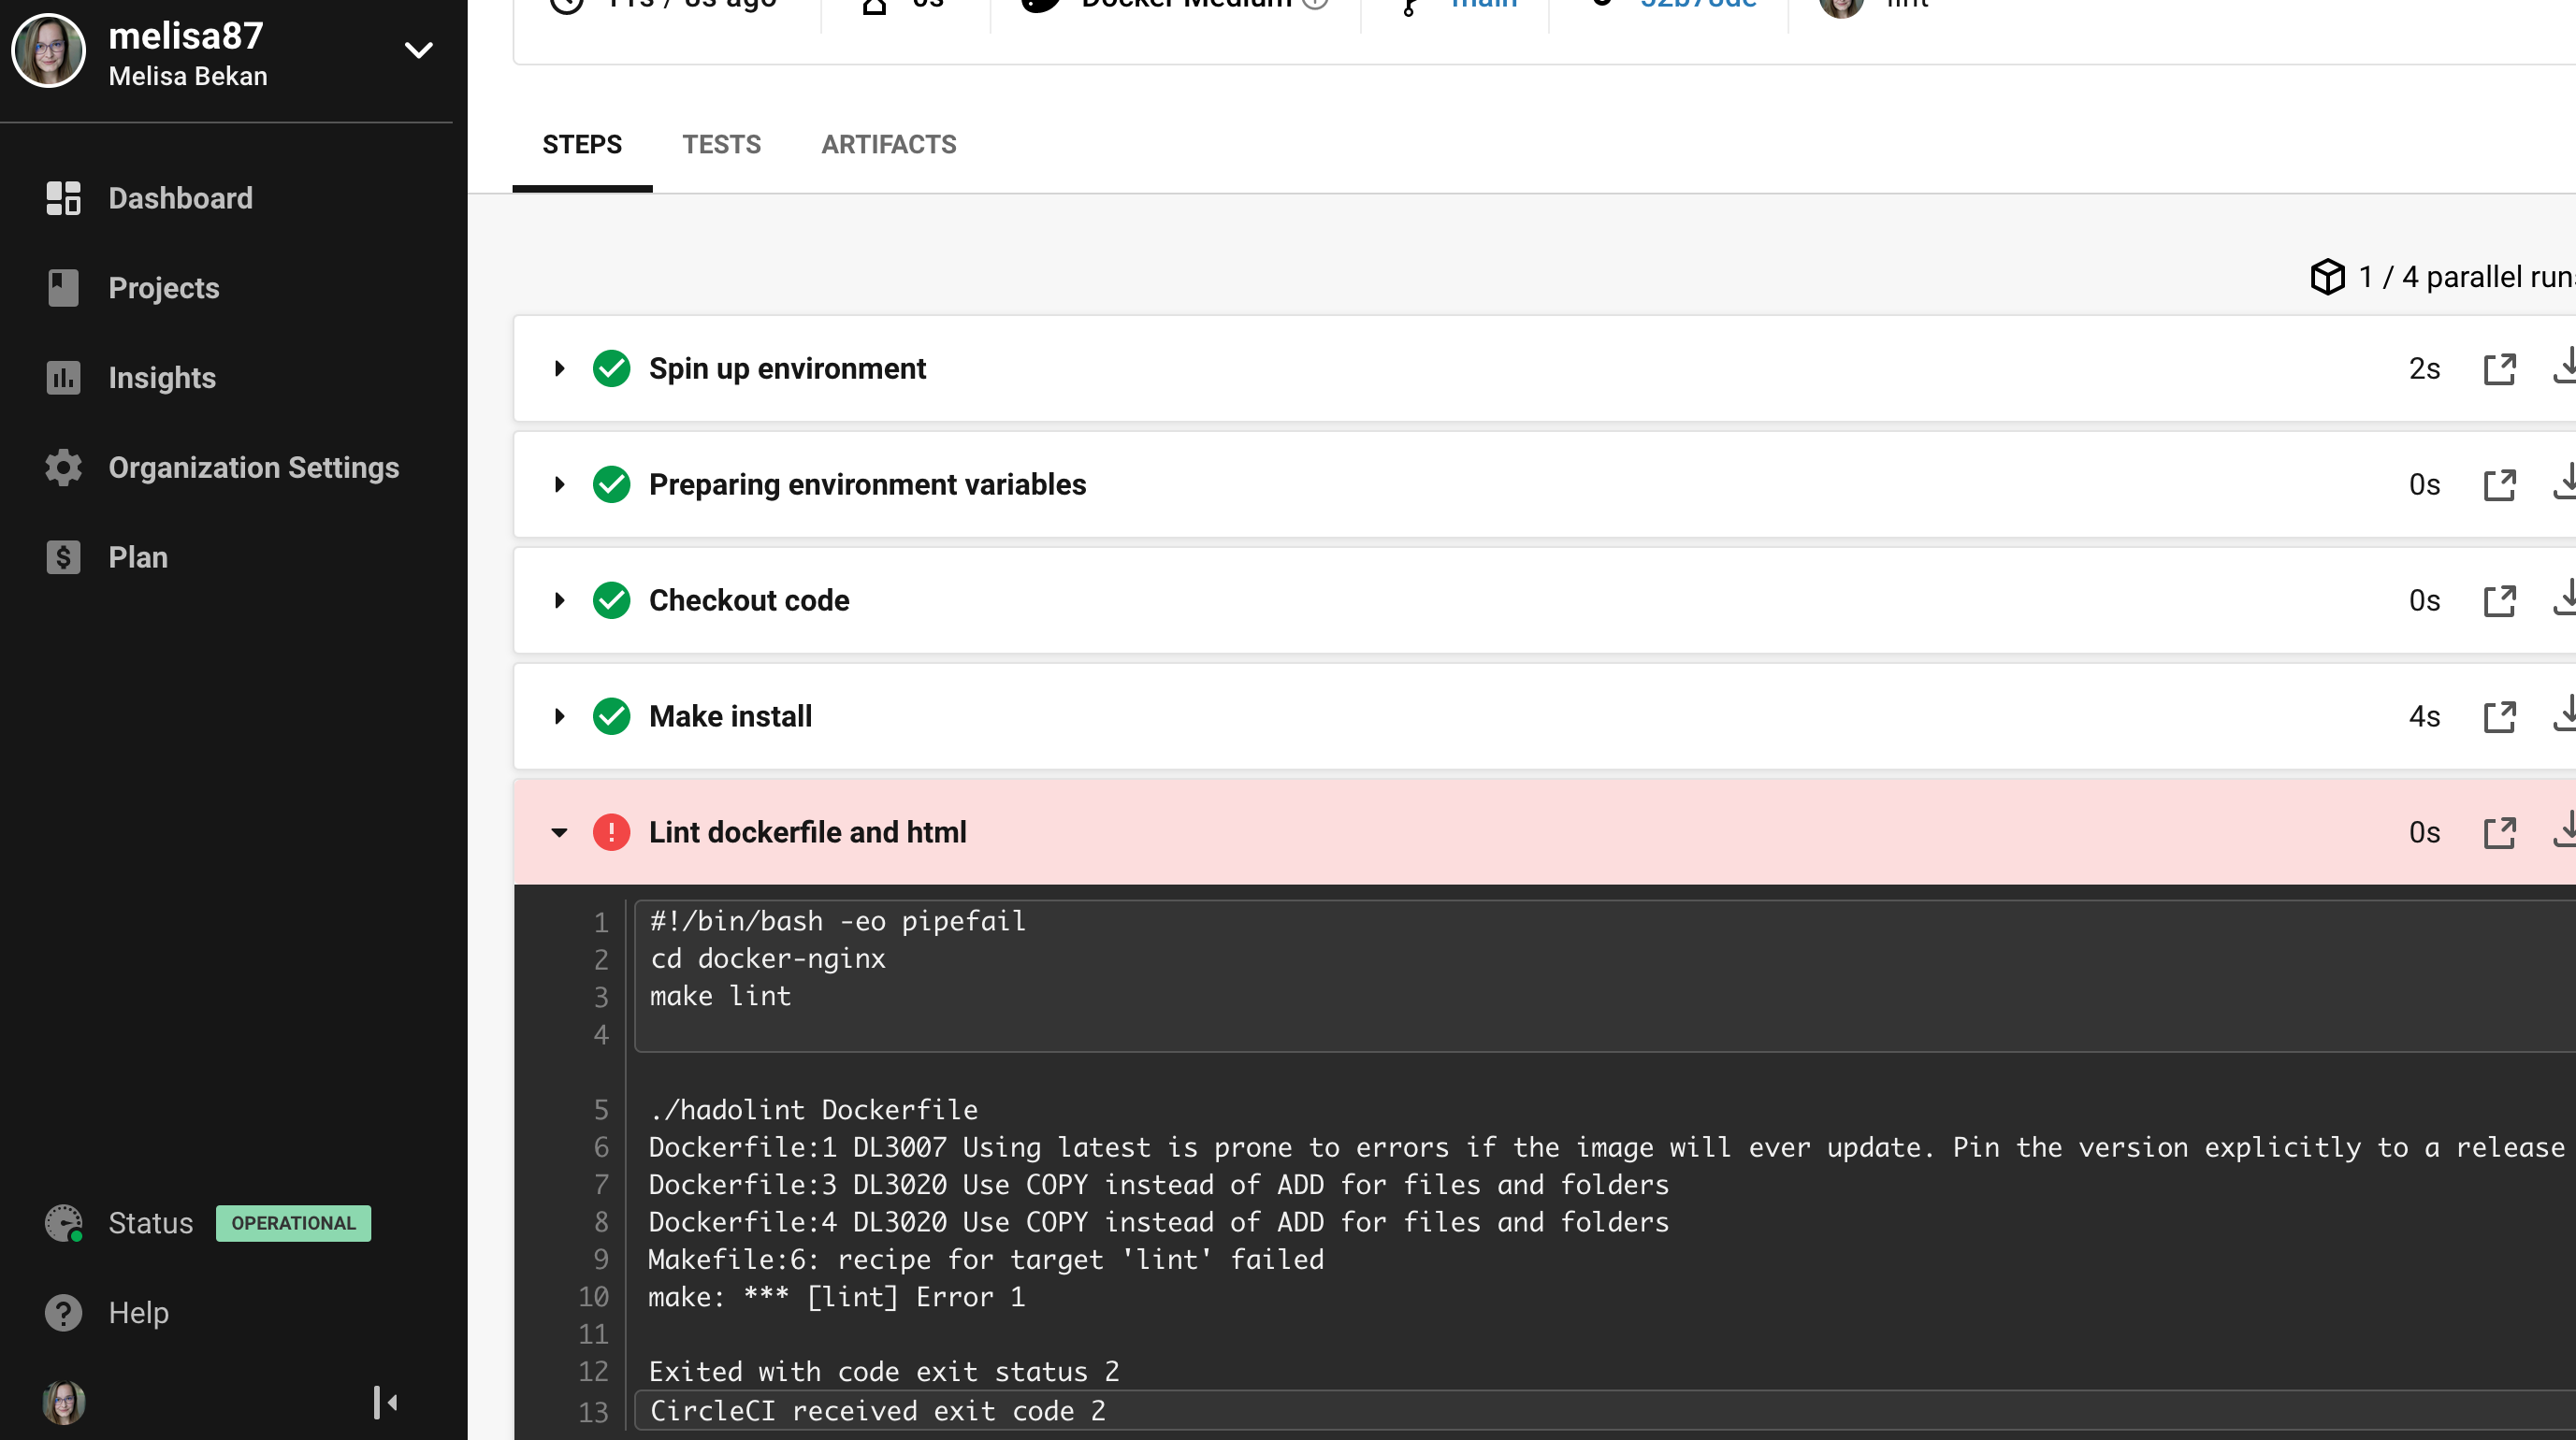 melisa87
Melisa Bekan
Dashboard
Projects
Insights
Organization Settings
Plan
Status OPERATIONAL
Help
11s / 8s ago
0s
Docker Medium
main
lint
STEPS TESTS ARTIFACTS
1 / 4 parallel run
Spin up environment 2s
Preparing environment variables 0s
Checkout code 0s
Make install 4s
Lint dockerfile and html 0s
1 #!/bin/bash -eo pipefail
2 cd docker-nginx
3 make lint
4
5 ./hadolint Dockerfile
6 Dockerfile:1 DL3007 Using latest is prone to errors if the image will ever update. Pin the version explicitly to a release
7 Dockerfile:3 DL3020 Use COPY instead of ADD for files and folders
8 Dockerfile:4 DL3020 Use COPY instead of ADD for files and folders
9 Makefile:6: recipe for target 'lint' failed
10 make: *** [lint] Error 1
11
12 Exited with code exit status 2
13 CircleCI received exit code 2